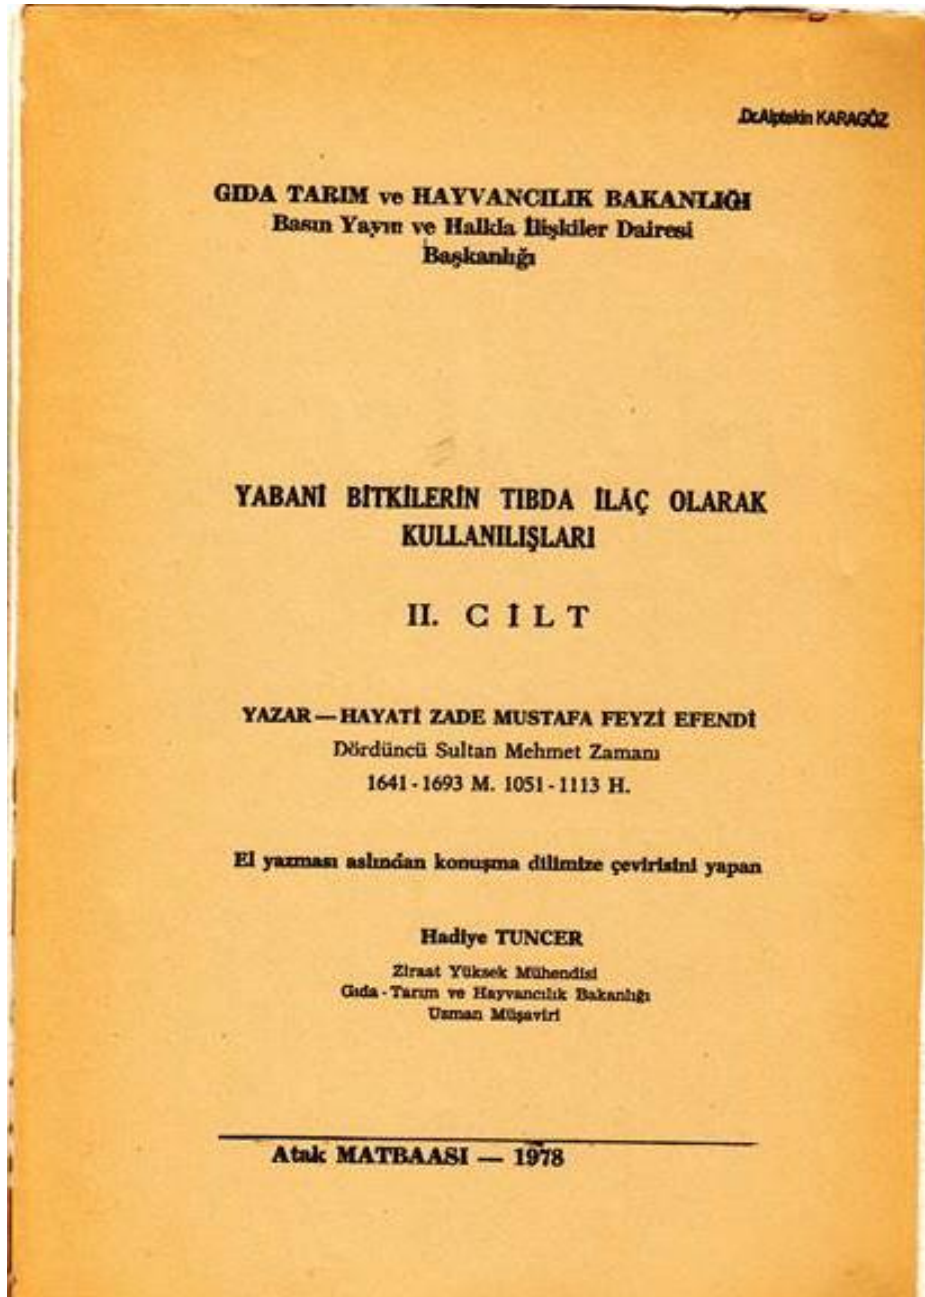 Dr.Alptekin KARAGÖZ
GIDA TARIM ve HAYVANCILIK BAKANLIĞI
Basın Yayın ve Halkla İlişkiler Dairesi
Başkanlığı
YABANİ BİTKİLERİN TIBDA İLÂÇ OLARAK
KULLANILIŞLARI
II. CİLT
YAZAR — HAYATİ ZADE MUSTAFA FEYZİ EFENDİ
Dördüncü Sultan Mehmet Zamanı
1641 - 1693 M. 1051 - 1113 H.
El yazması aslından konuşma dilimize çevirisini yapan
Hadiye TUNCER
Ziraat Yüksek Mühendisi
Gıda - Tarım ve Hayvancılık Bakanlığı
Uzman Müşaviri
Atak MATBAASI — 1978